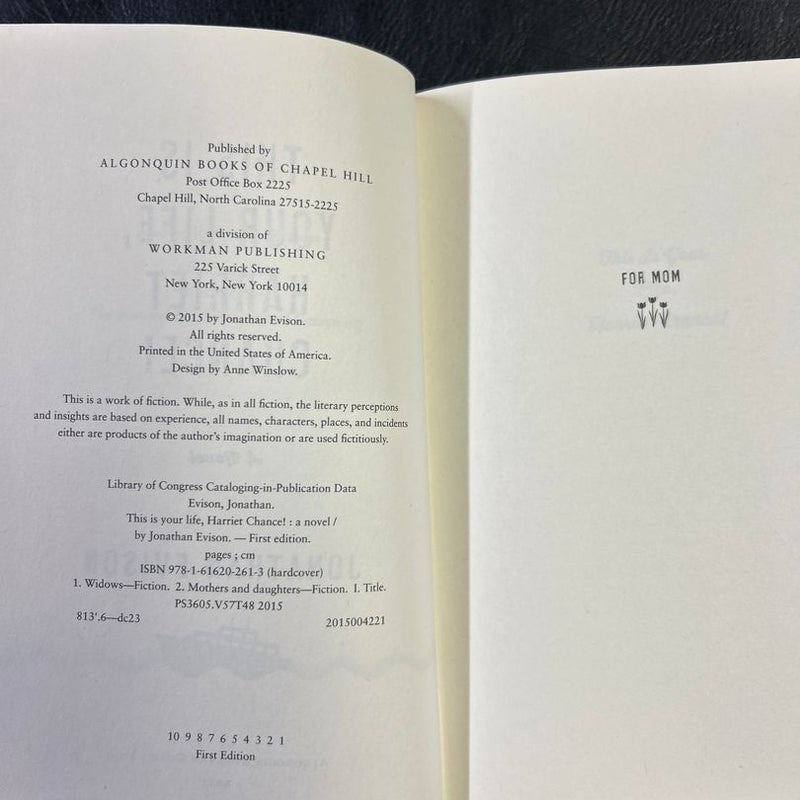 Published by
ALGONQUIN BOOKS OF CHAPEL HILL
Post Office Box 2225
Chapel Hill, North Carolina 27515-2225
a division of
WORKMAN PUBLISHING
225 Varick Street
New York, New York 10014
© 2015 by Jonathan Evison.
All rights reserved.
Printed in the United States of America.
Design by Anne Winslow.
This is a work of fiction. While, as in all fiction, the literary perceptions
and insights are based on experience, all names, characters, places, and incidents
either are products of the author's imagination or are used fictitiously.
Library of Congress Cataloging-in-Publication Data
Evison, Jonathan.
This is your life, Harriet Chance! : a novel /
by Jonathan Evison. — First edition.
pages ; cm
ISBN 978-1-61620-261-3 (hardcover)
1. Widows—Fiction. 2. Mothers and daughters—Fiction. I. Title.
PS3605.V57T48 2015
813'.6—dc23 2015004221
10 9 8 7 6 5 4 3 2 1
First Edition
FOR MOM